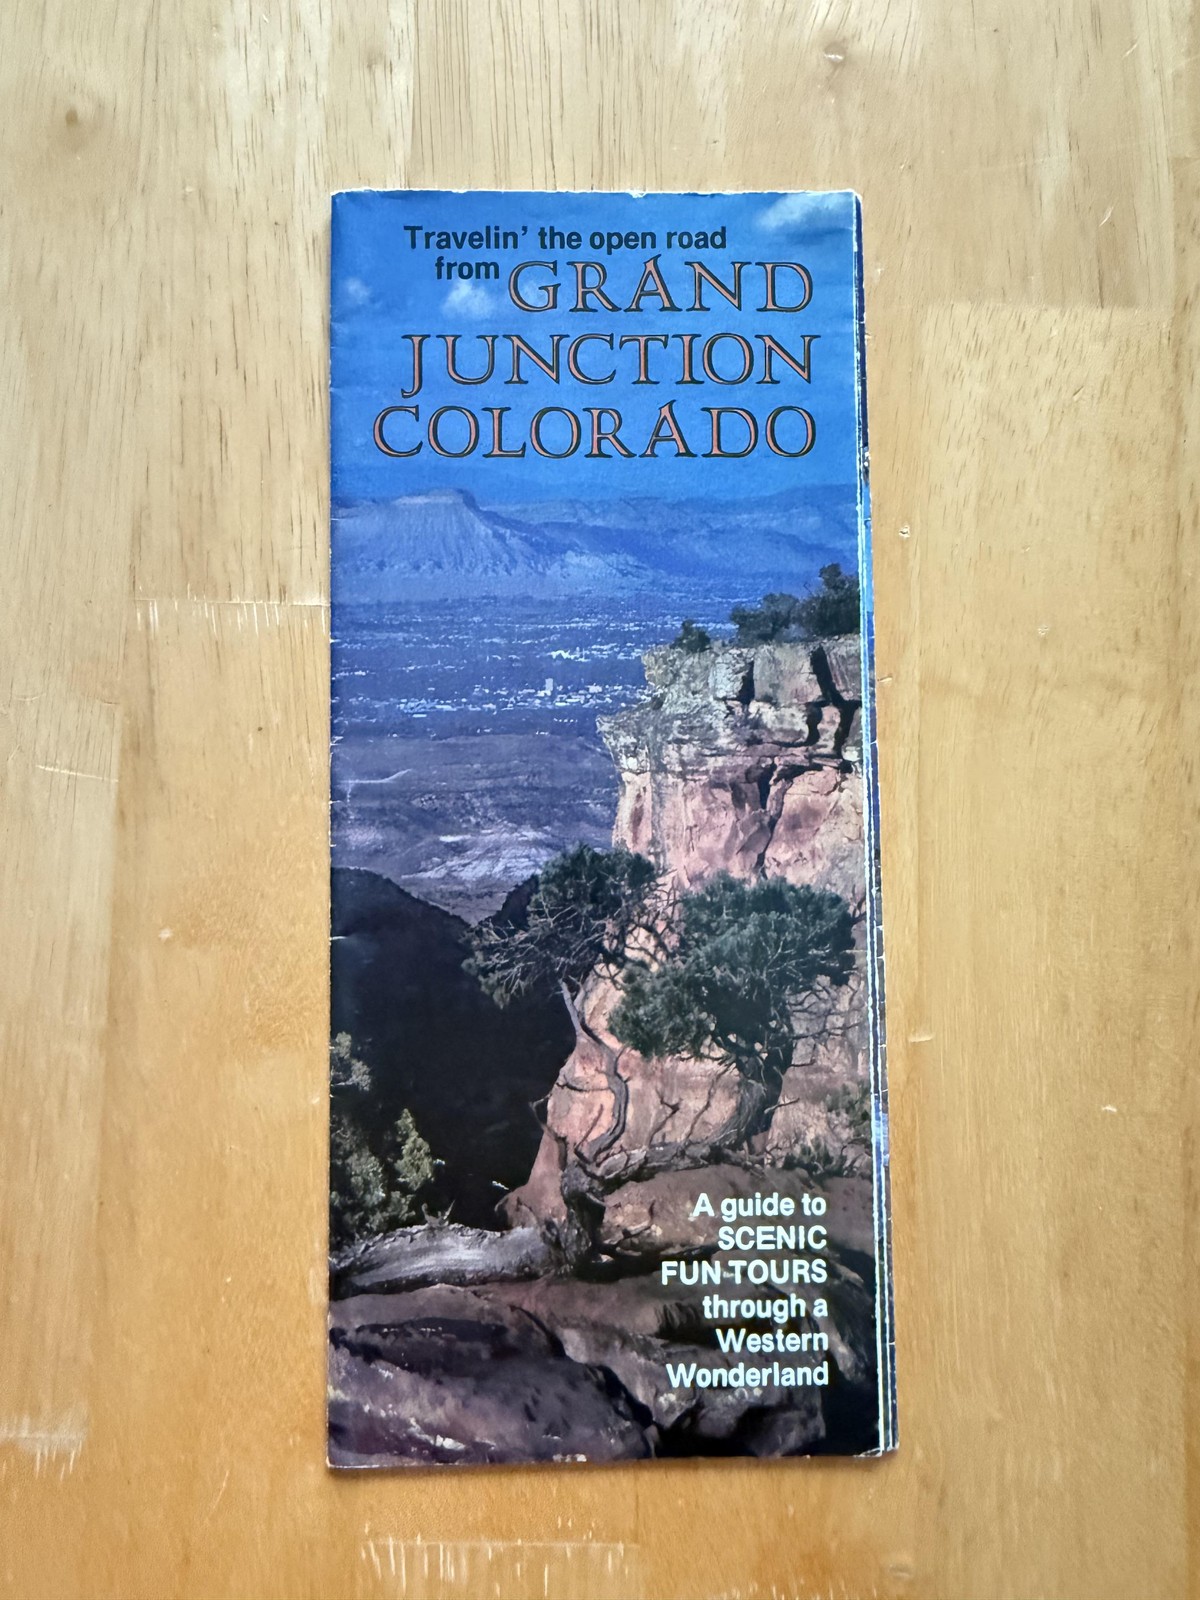 Travelin' the open road
from GRAND
JUNCTION
COLORADO
A guide to
SCENIC
FUN-TOURS
through a
Western
Wonderland